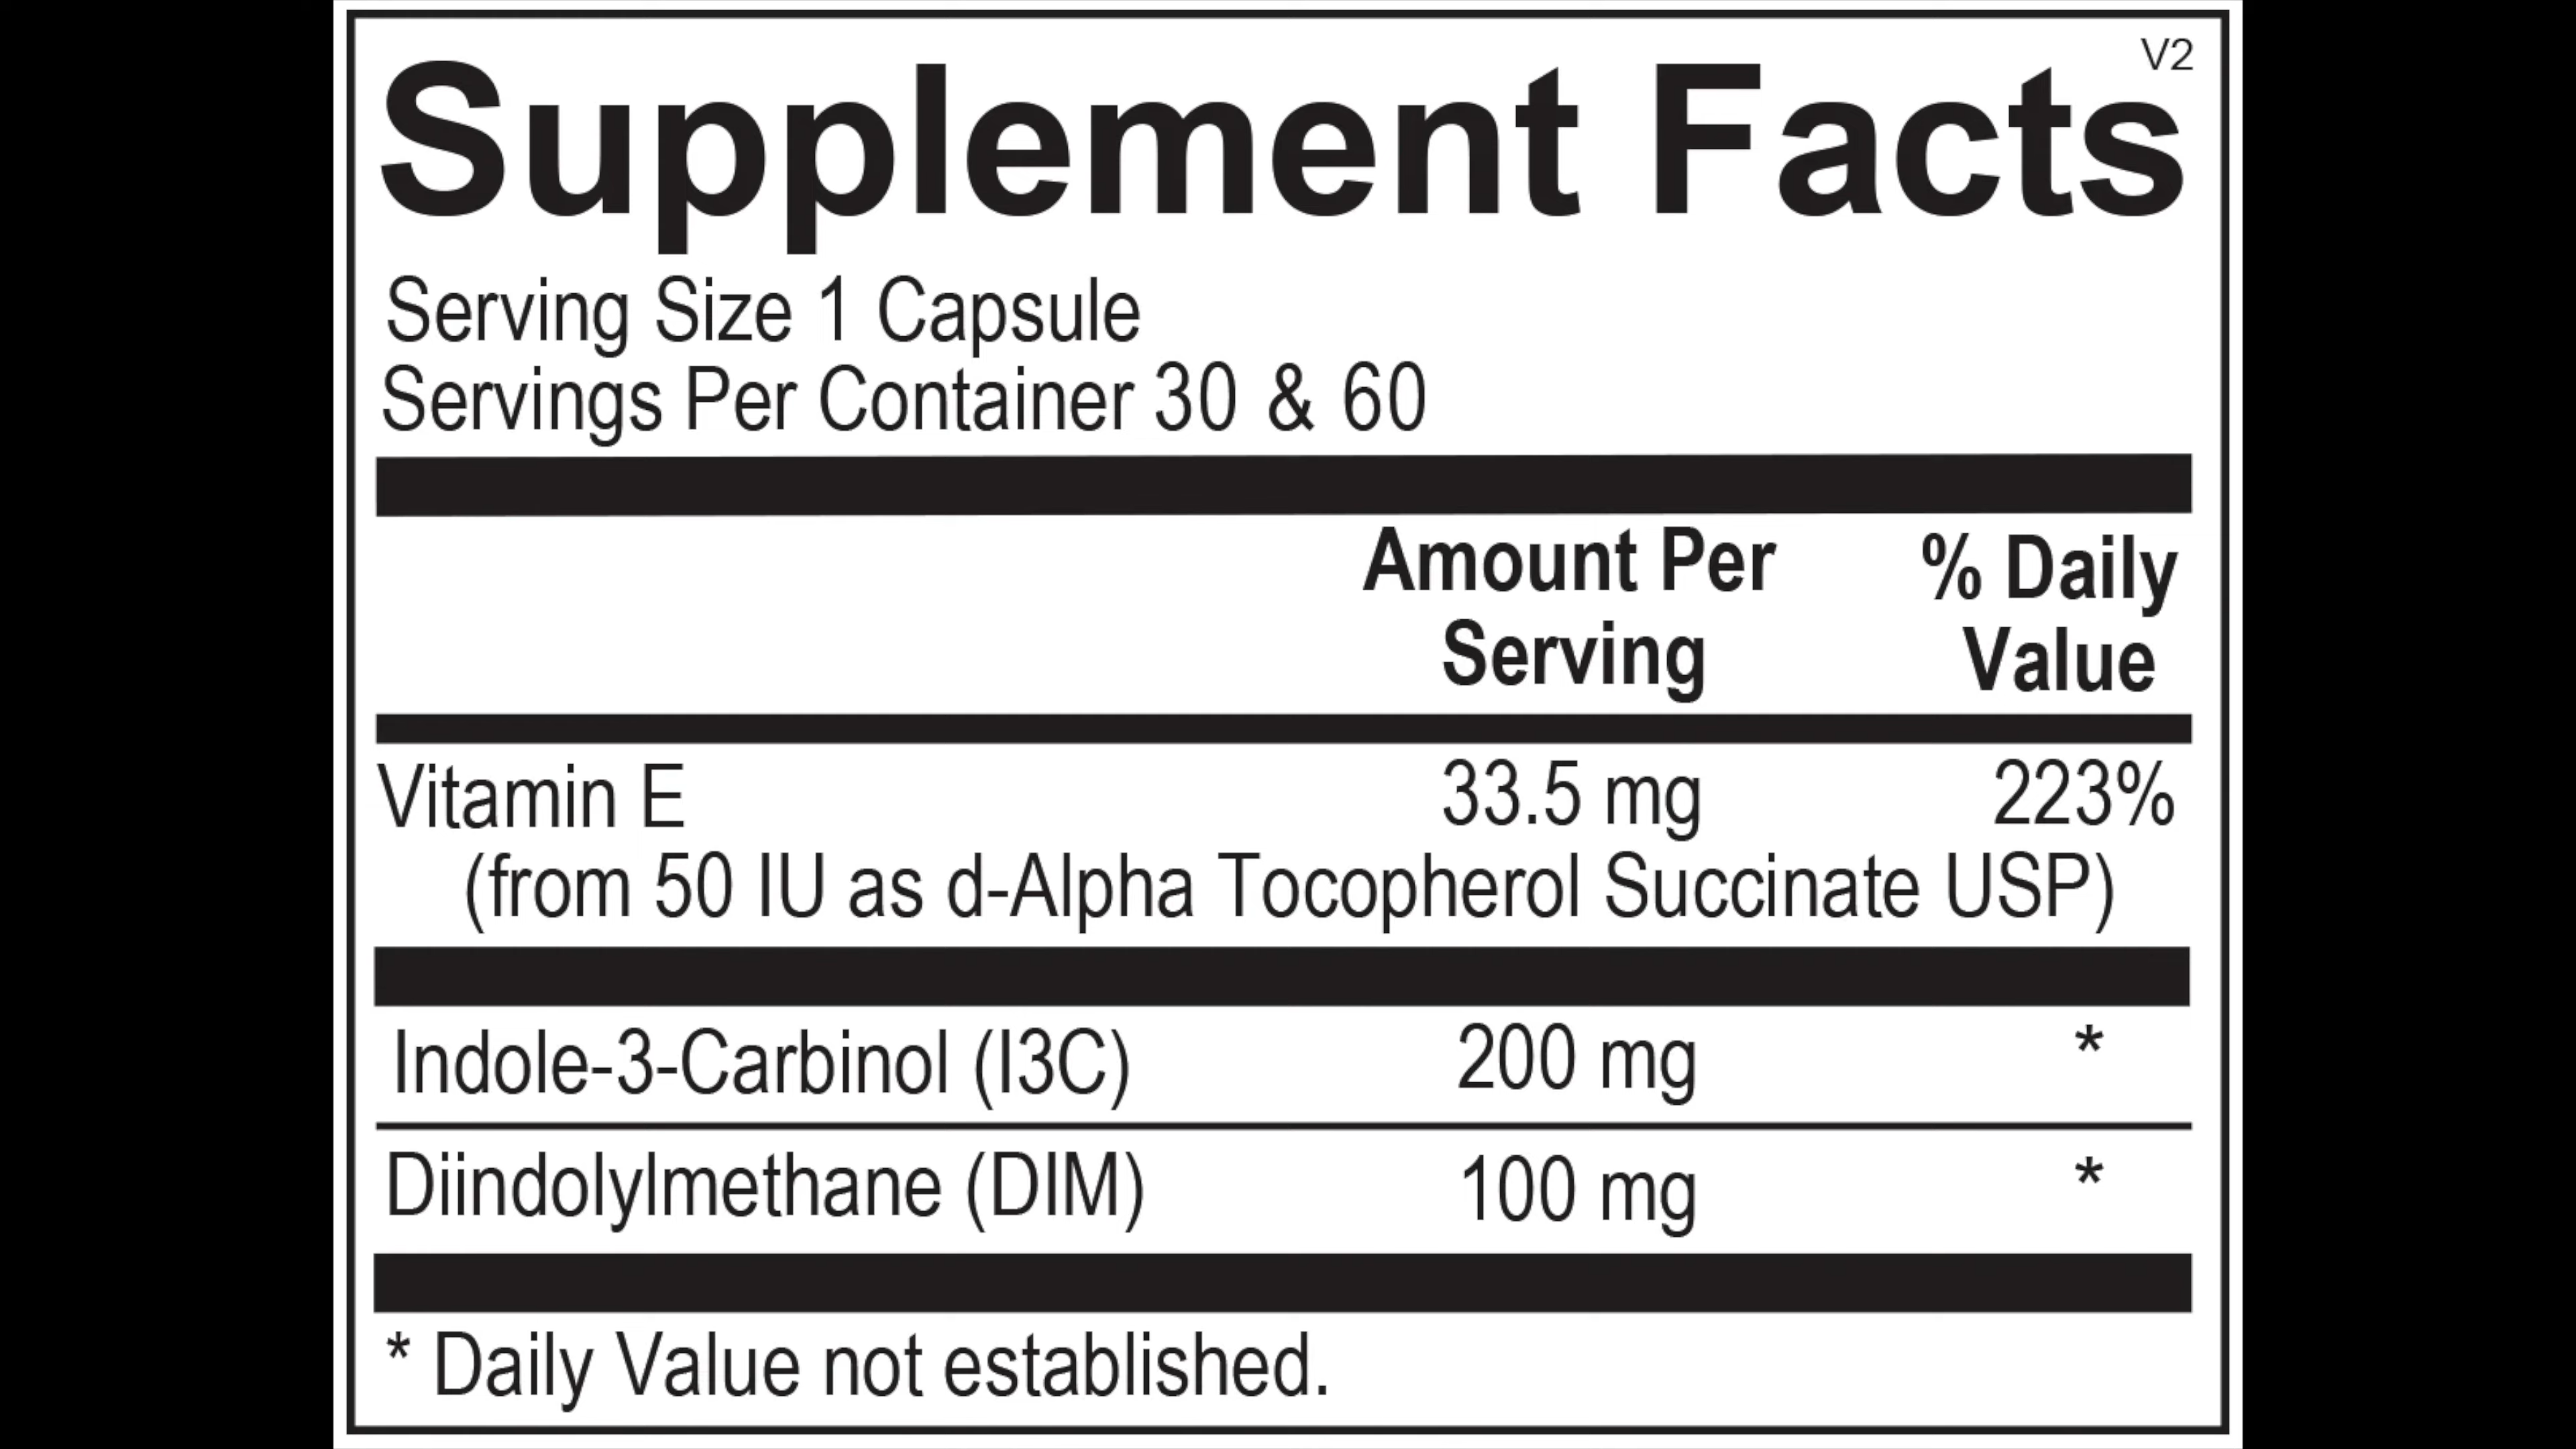 V2
Supplement Facts
Serving Size 1 Capsule
Servings Per Container 30 & 60
Amount Per % Daily
Serving Value
Vitamin E 33.5 mg 223%
(from 50 IU as d-Alpha Tocopherol Succinate USP)
Indole-3-Carbinol (I3C) 200 mg *
Diindolylmethane (DIM) 100 mg *
* Daily Value not established.